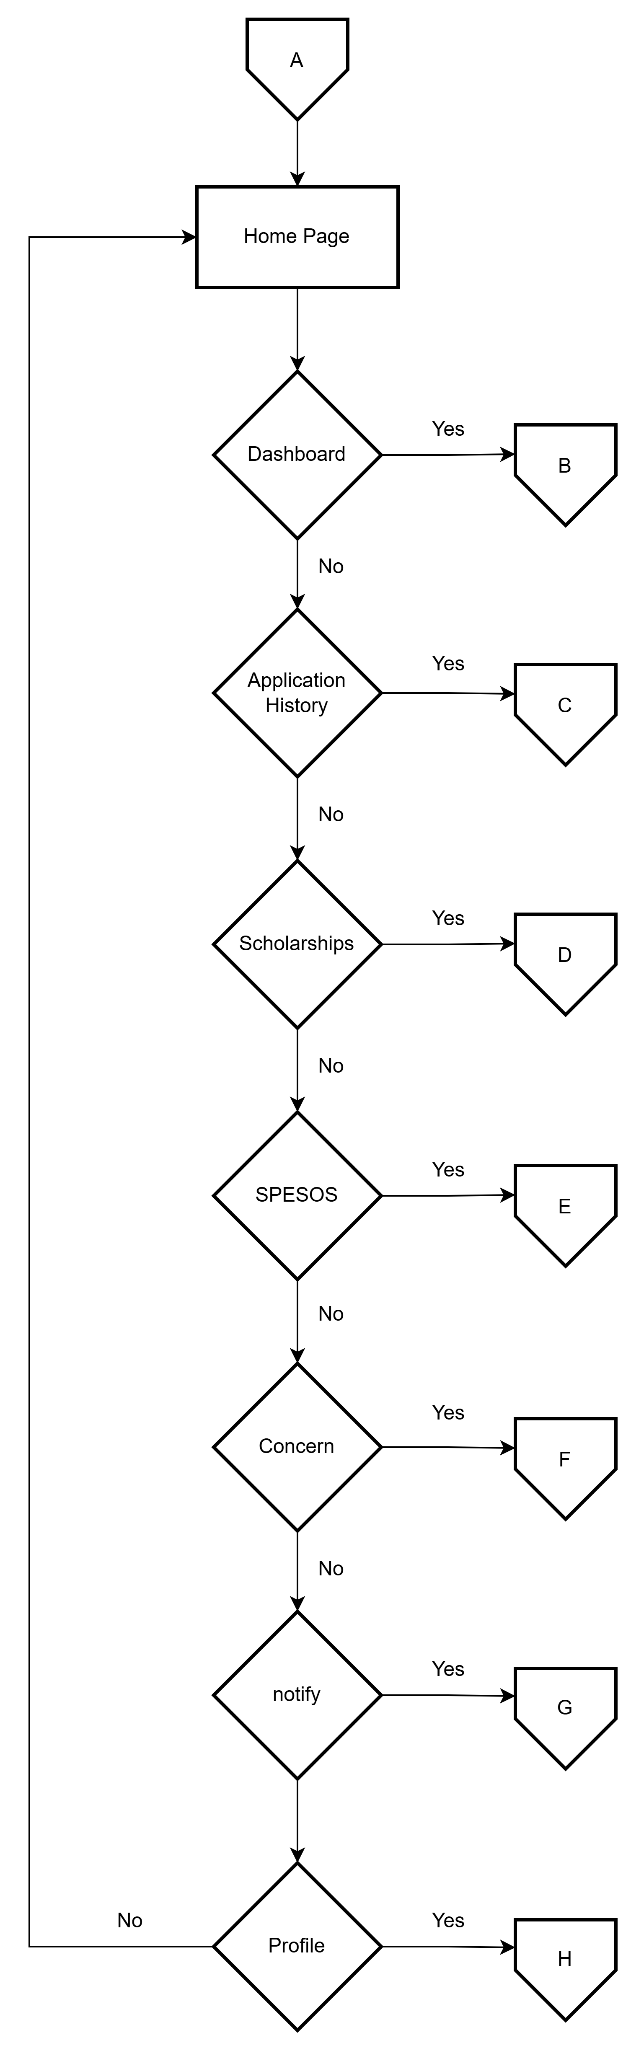 A
Home Page
Dashboard
Yes
B
No
Application
History
Yes
C
No
Scholarships
Yes
D
No
SPESOS
Yes
E
No
Concern
Yes
F
No
notify
Yes
G
No
Profile
Yes
H